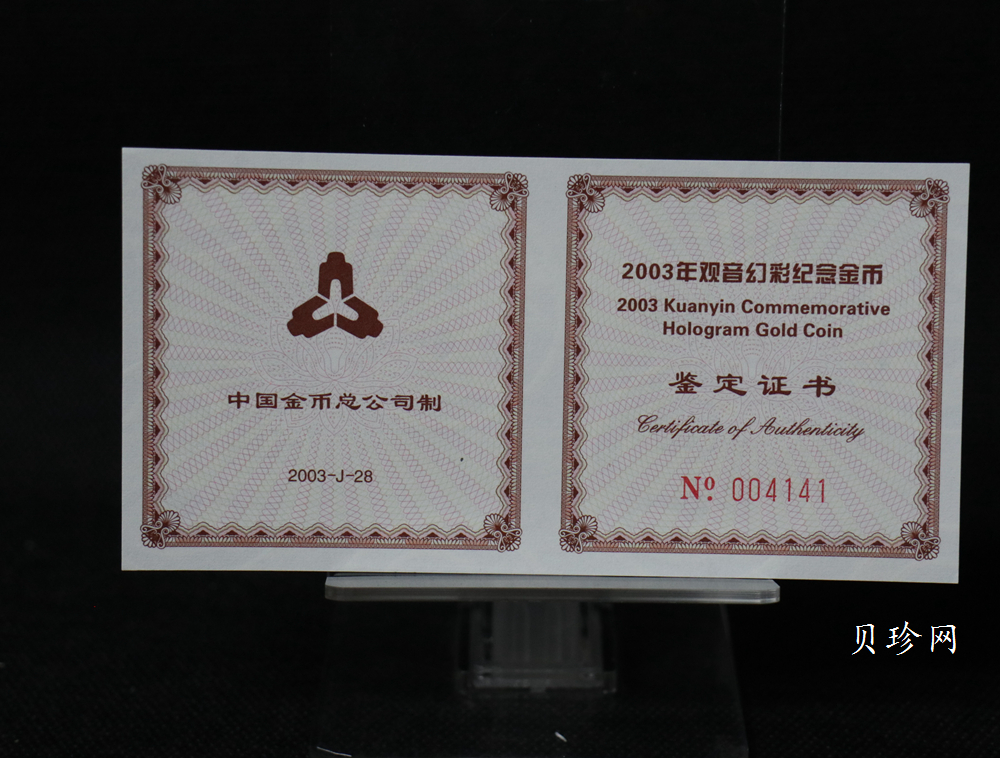 中国金币总公司制
2003-J-28
2003年观音幻彩纪念金币
2003 Kuanyin Commemorative
Hologram Gold Coin
鉴定证书
Certificate of Authenticity
Nº 004141
贝珍网